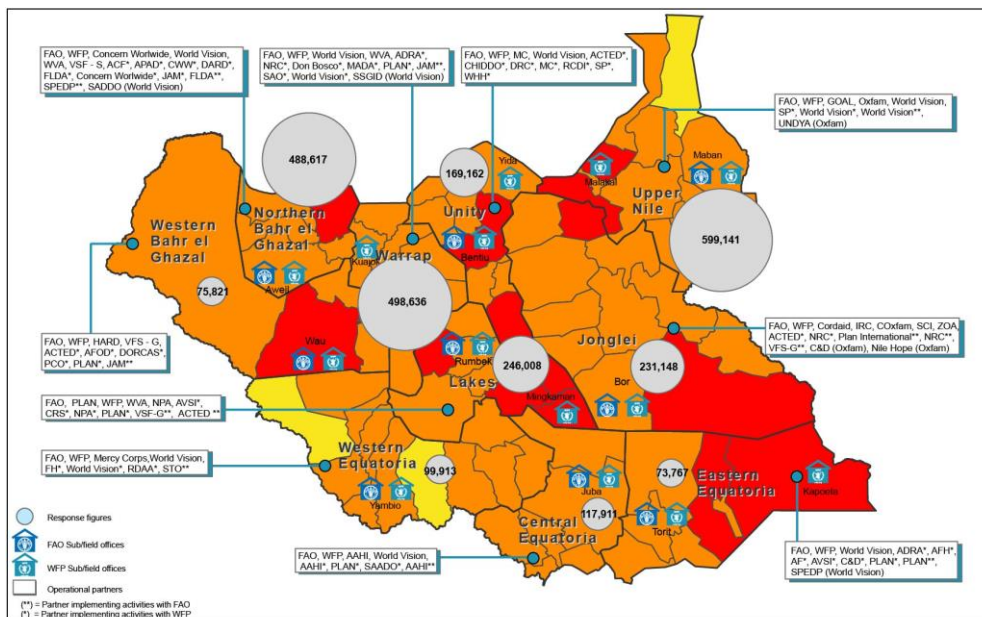 FAO, WFP, Concern Worlwide, World Vision,
WVA, VSF - S, ACF*, APAD*, CWW*, DARD*,
FLDA*, Concern Worlwide*, JAM*, FLDA**,
SPEDP**, SADDO (World Vision)
FAO, WFP, World Vision, WVA, ADRA*,
NRC*, Don Bosco*, MADA*, PLAN*, JAM**,
SAO*, World Vision*, SSGID (World Vision)
FAO, WFP, MC, World Vision, ACTED*,
CHIDDO*, DRC*, MC*, RCDI*, SP*,
WHH*
FAO, WFP, GOAL, Oxfam, World Vision,
SP*, World Vision*, World Vision**,
UNDYA (Oxfam)
488,617
169,162
Yida
Malakal
Maban
Upper
Nile
599,141
Western
Bahr el
Ghazal
Northern
Bahr el
Ghazal
Unity
Bentiu
Warrap
Kuajok
Aweil
75,821
498,636
FAO, WFP, HARD, VFS - G,
ACTED*, AFOD*, DORCAS*,
PCO*, PLAN*, JAM**
Wau
Rumbek
Lakes
246,008
Mingkaman
Jonglei
231,148
Bor
FAO, WFP, Cordaid, IRC, COxfam, SCI, ZOA,
ACTED*, NRC*, Plan International**, NRC**,
VFS-G**, C&D (Oxfam), Nile Hope (Oxfam)
FAO, PLAN, WFP, WVA, NPA, AVSI*,
CRS*, NPA*, PLAN*, VSF-G**, ACTED **
FAO, WFP, Mercy Corps,World Vision,
FH*, World Vision*, RDAA*, STO**
Western
Equatoria
Yambio
99,913
Juba
117,911
Central
Equatoria
73,767
Torit
Eastern
Equatoria
Kapoeta
FAO, WFP, AAHI, World Vision,
AAHI*, PLAN*, SAADO*, AAHI**
FAO, WFP, World Vision, ADRA*, AFH*,
AF*, AVSI*, C&D*, PLAN*, PLAN**,
SPEDP (World Vision)
Response figures
FAO Sub/field offices
WFP Sub/field offices
Operational partners
(**) = Partner implementing activities with FAO
(*) = Partner implementing activities with WFP